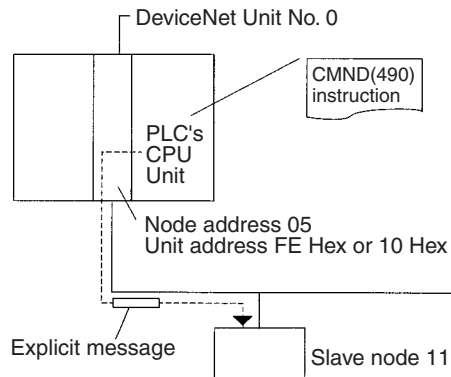 DeviceNet Unit No. 0
CMND(490)
instruction
PLC's
CPU
Unit
Node address 05
Unit address FE Hex or 10 Hex
Explicit message
Slave node 11